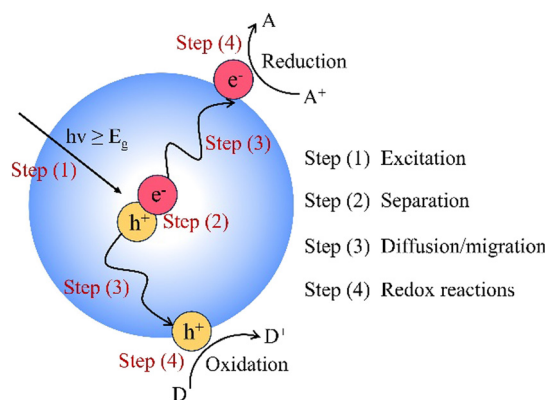 A
Step (4)
Reduction
e-
A+
hν ≥ Eg
Step (3)
Step (1)
Step (1) Excitation
e-
h+
Step (2)
Step (2) Separation
Step (3) Diffusion/migration
Step (3)
Step (4) Redox reactions
h+
D+
Step (4)
Oxidation
D